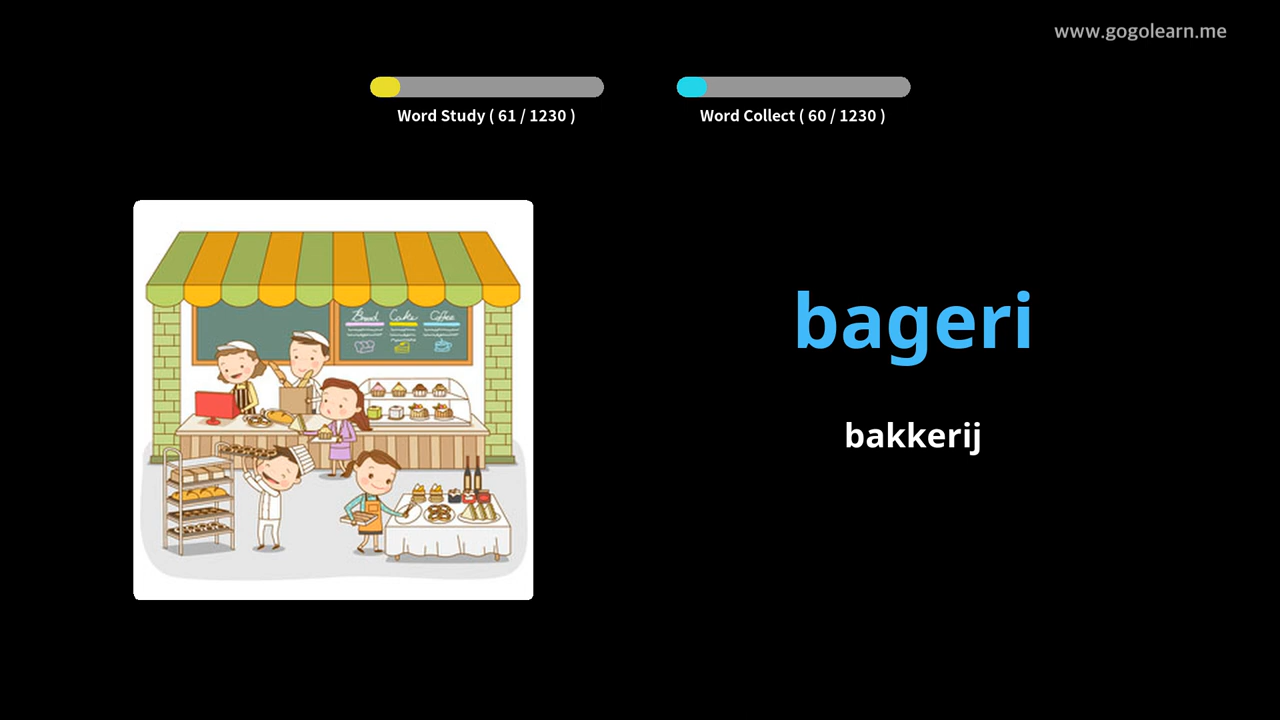 www.gogolearn.me
Word Study ( 61 / 1230 )
Word Collect ( 60 / 1230 )
Bread Cake Coffee
bageri
bakkerij